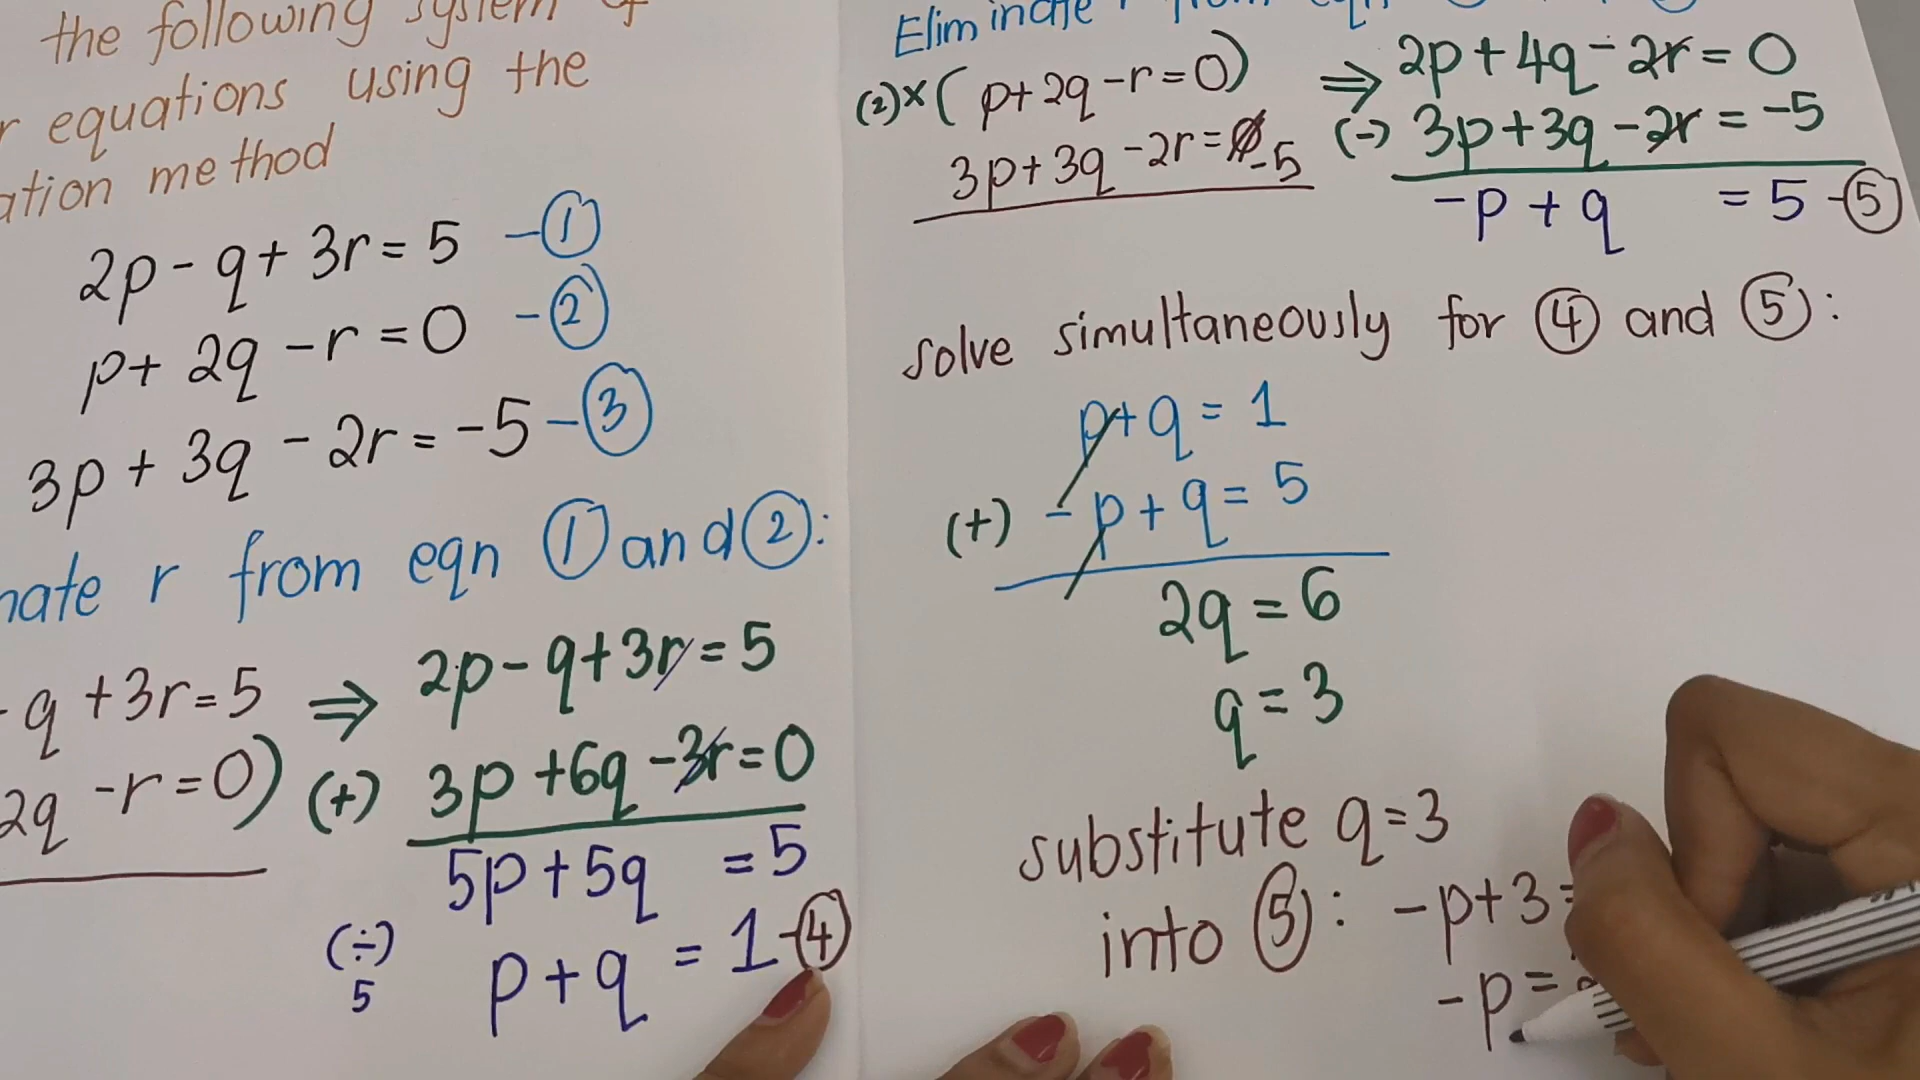 the following system of
r equations using the
ation method
2p - q + 3r = 5 - ①
p + 2q - r = 0 - ②
3p + 3q - 2r = -5 - ③
nate r from eqn ① and ②:
- q + 3r = 5 ⇒ 2p - q + 3r = 5
2q - r = 0) (+) 3p + 6q - 3r = 0
5p + 5q = 5
(÷) 5 p + q = 1 - ④
Eliminate r from eqn
(2)×( p + 2q - r = 0) ⇒ 2p + 4q - 2r = 0
3p + 3q - 2r = -5 (-) 3p + 3q - 2r = -5
-p + q = 5 - ⑤
solve simultaneously for ④ and ⑤:
p + q = 1
(+) -p + q = 5
2q = 6
q = 3
substitute q = 3
into ⑤: -p + 3 =
-p =